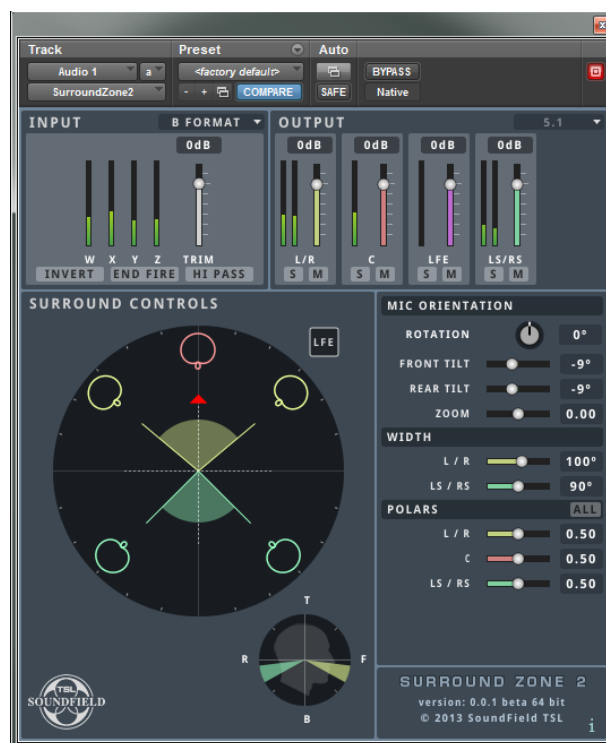 Track Preset Auto
Audio 1 a <factory default> BYPASS
SurroundZone2 - + COMPARE SAFE Native
INPUT B FORMAT OUTPUT 5.1
0dB 0dB 0dB 0dB 0dB
W X Y Z TRIM L/R C LFE LS/RS
INVERT END FIRE HI PASS S M S M S M S M
SURROUND CONTROLS
LFE
MIC ORIENTATION
ROTATION 0°
FRONT TILT -9°
REAR TILT -9°
ZOOM 0.00
WIDTH
L / R 100°
LS / RS 90°
POLARS ALL
L / R 0.50
C 0.50
LS / RS 0.50
T
R F
B
TSL
SOUNDFIELD
SURROUND ZONE 2
version: 0.0.1 beta 64 bit
© 2013 SoundField TSL
i